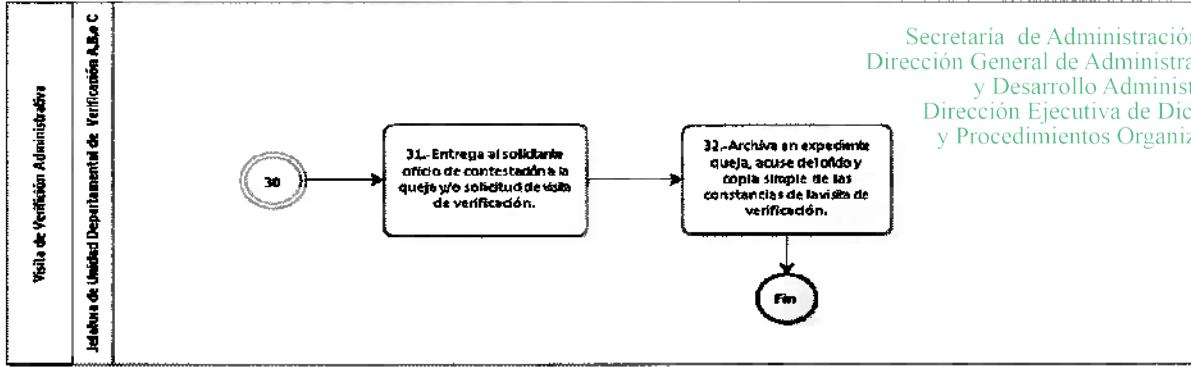 Secretaría de Administración
Dirección General de Administra
y Desarrollo Administ
Dirección Ejecutiva de Dic
y Procedimientos Organiz
Visita de Verifición Administrativa
Jefatura de Unidad Departamental de Verificación A,B,o C
30
31.-Entrega al solicitante
oficio de contestación a la
queja y/o solicitud de visita
de verificación.
32.-Archiva en expediente
queja, acuse del ofido y
copia simple de las
constancias de la visita de
verificación.
Fin